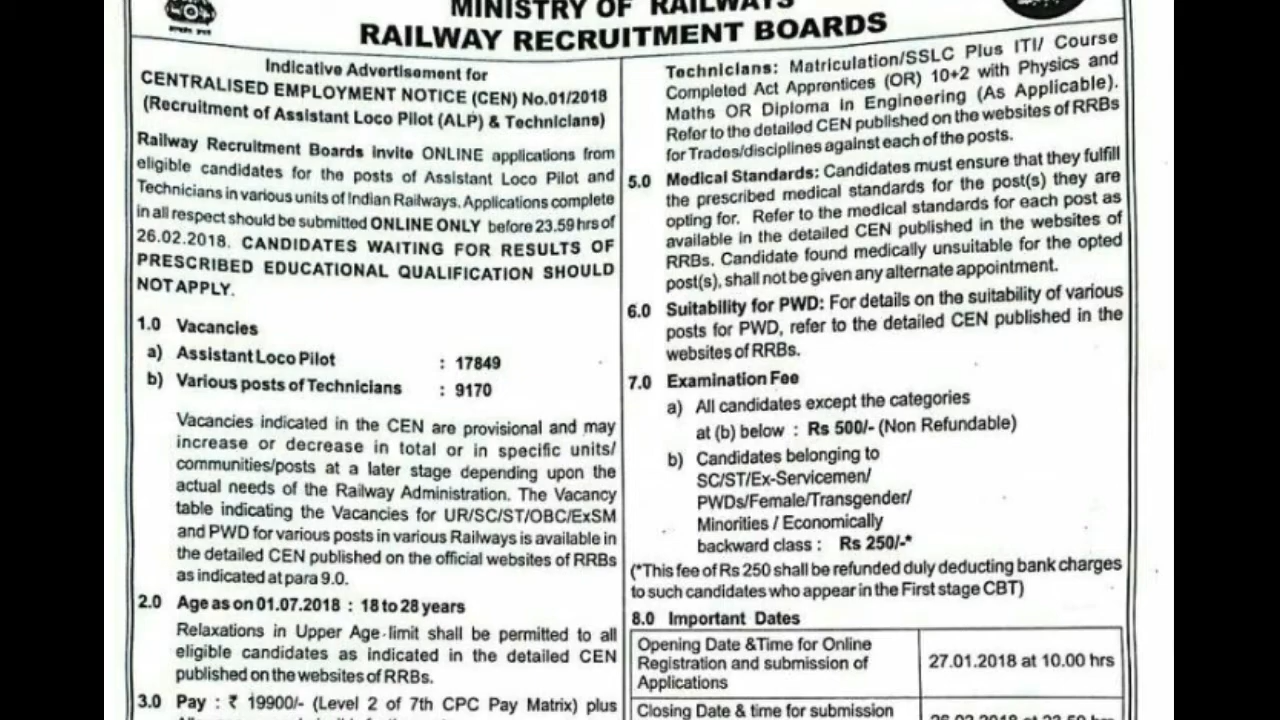 MINISTRY OF RAILWAYS
RAILWAY RECRUITMENT BOARDS
Indicative Advertisement for
CENTRALISED EMPLOYMENT NOTICE (CEN) No.01/2018
(Recruitment of Assistant Loco Pilot (ALP) & Technicians)
Railway Recruitment Boards invite ONLINE applications from
eligible candidates for the posts of Assistant Loco Pilot and
Technicians in various units of Indian Railways. Applications complete
in all respect should be submitted ONLINE ONLY before 23.59 hrs of
26.02.2018. CANDIDATES WAITING FOR RESULTS OF
PRESCRIBED EDUCATIONAL QUALIFICATION SHOULD
NOT APPLY.
1.0 Vacancies
a) Assistant Loco Pilot : 17849
b) Various posts of Technicians : 9170
Vacancies indicated in the CEN are provisional and may
increase or decrease in total or in specific units/
communities/posts at a later stage depending upon the
actual needs of the Railway Administration. The Vacancy
table indicating the Vacancies for UR/SC/ST/OBC/ExSM
and PWD for various posts in various Railways is available in
the detailed CEN published on the official websites of RRBs
as indicated at para 9.0.
2.0 Age as on 01.07.2018 : 18 to 28 years
Relaxations in Upper Age limit shall be permitted to all
eligible candidates as indicated in the detailed CEN
published on the websites of RRBs.
3.0 Pay : ₹ 19900/- (Level 2 of 7th CPC Pay Matrix) plus
Technicians: Matriculation/SSLC Plus ITI/ Course
Completed Act Apprentices (OR) 10+2 with Physics and
Maths OR Diploma in Engineering (As Applicable).
Refer to the detailed CEN published on the websites of RRBs
for Trades/disciplines against each of the posts.
5.0 Medical Standards: Candidates must ensure that they fulfill
the prescribed medical standards for the post(s) they are
opting for. Refer to the medical standards for each post as
available in the detailed CEN published in the websites of
RRBs. Candidate found medically unsuitable for the opted
post(s), shall not be given any alternate appointment.
6.0 Suitability for PWD: For details on the suitability of various
posts for PWD, refer to the detailed CEN published in the
websites of RRBs.
7.0 Examination Fee
a) All candidates except the categories
at (b) below : Rs 500/- (Non Refundable)
b) Candidates belonging to
SC/ST/Ex-Servicemen/
PWDs/Female/Transgender/
Minorities / Economically
backward class : Rs 250/-*
(*This fee of Rs 250 shall be refunded duly deducting bank charges
to such candidates who appear in the First stage CBT)
8.0 Important Dates
Opening Date &Time for Online
Registration and submission of
Applications
27.01.2018 at 10.00 hrs
Closing Date & time for submission
26.02.2018 at 23.59 hrs